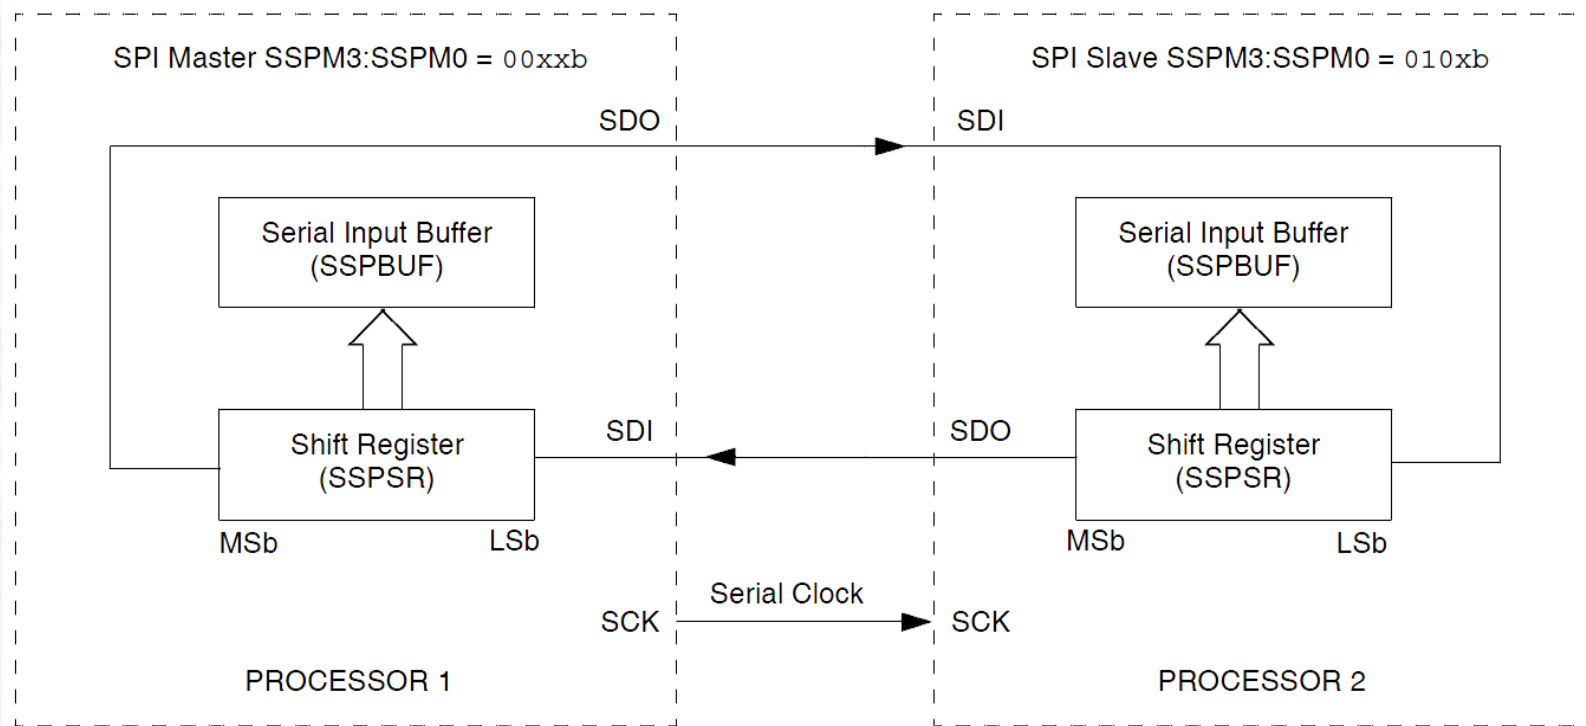 SPI Master SSPM3:SSPM0 = 00xxb
SPI Slave SSPM3:SSPM0 = 010xb
SDO
SDI
Serial Input Buffer
(SSPBUF)
Serial Input Buffer
(SSPBUF)
SDI
SDO
Shift Register
(SSPSR)
Shift Register
(SSPSR)
MSb
LSb
MSb
LSb
Serial Clock
SCK
SCK
PROCESSOR 1
PROCESSOR 2